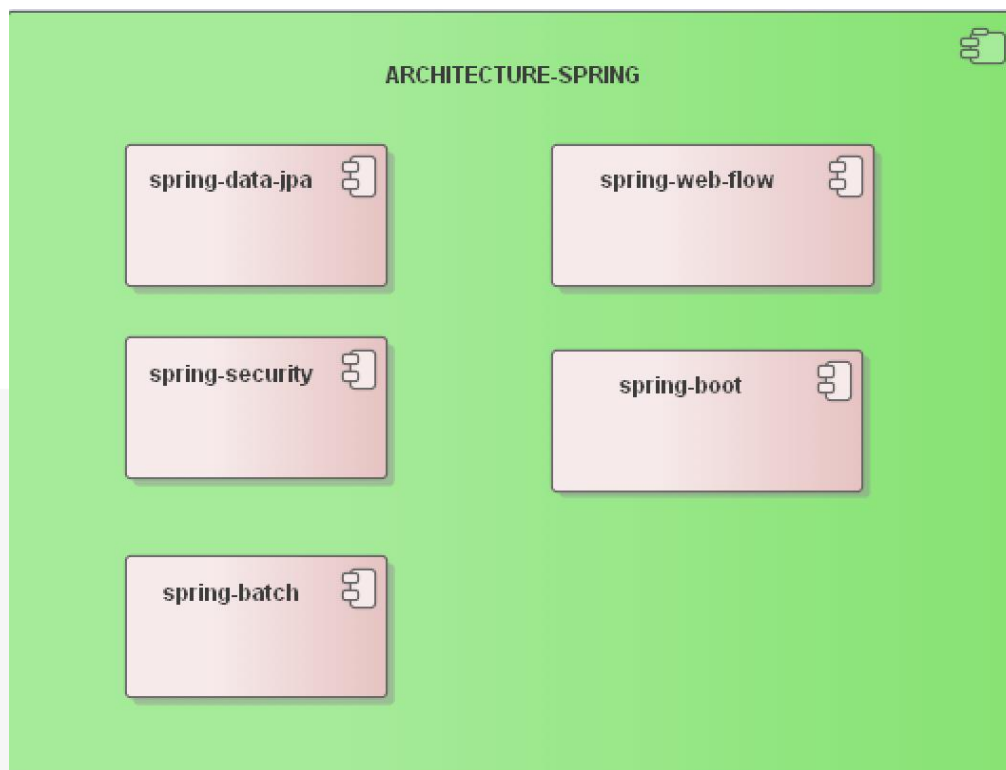 ARCHITECTURE-SPRING
spring-data-jpa
spring-web-flow
spring-security
spring-boot
spring-batch